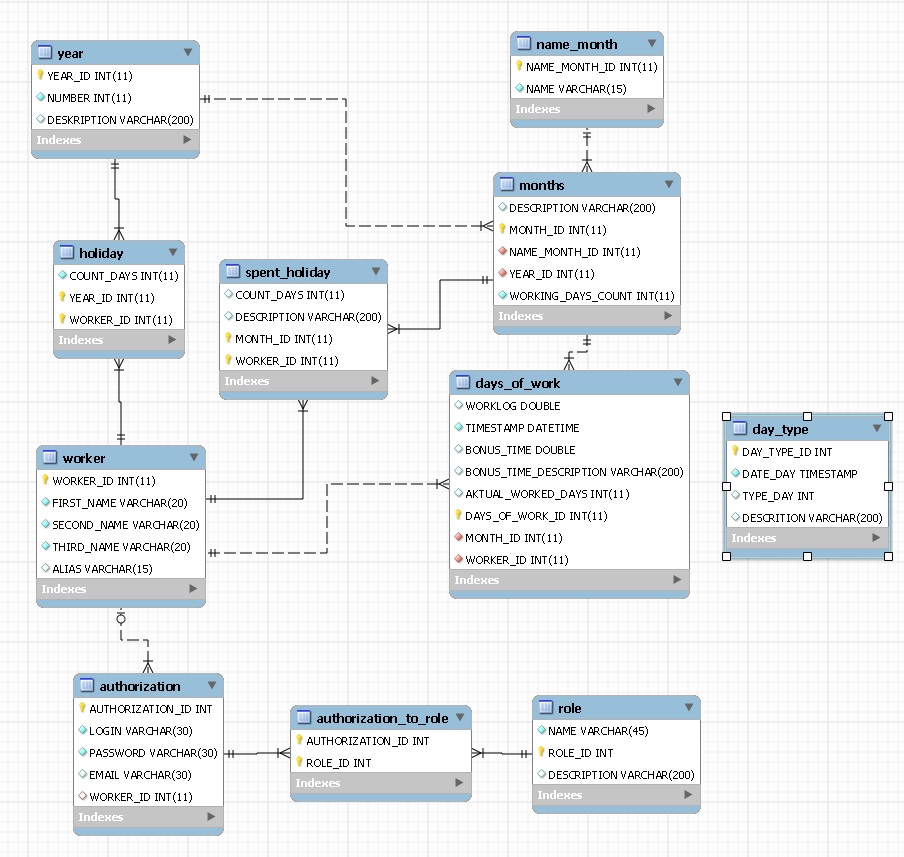 year
YEAR_ID INT(11)
NUMBER INT(11)
DESKRIPTION VARCHAR(200)
Indexes
name_month
NAME_MONTH_ID INT(11)
NAME VARCHAR(15)
Indexes
months
DESCRIPTION VARCHAR(200)
MONTH_ID INT(11)
NAME_MONTH_ID INT(11)
YEAR_ID INT(11)
WORKING_DAYS_COUNT INT(11)
Indexes
holiday
COUNT_DAYS INT(11)
YEAR_ID INT(11)
WORKER_ID INT(11)
Indexes
spent_holiday
COUNT_DAYS INT(11)
DESCRIPTION VARCHAR(200)
MONTH_ID INT(11)
WORKER_ID INT(11)
Indexes
days_of_work
WORKLOG DOUBLE
TIMESTAMP DATETIME
BONUS_TIME DOUBLE
BONUS_TIME_DESCRIPTION VARCHAR(200)
AKTUAL_WORKED_DAYS INT(11)
DAYS_OF_WORK_ID INT(11)
MONTH_ID INT(11)
WORKER_ID INT(11)
Indexes
day_type
DAY_TYPE_ID INT
DATE_DAY TIMESTAMP
TYPE_DAY INT
DESCRITION VARCHAR(200)
Indexes
worker
WORKER_ID INT(11)
FIRST_NAME VARCHAR(20)
SECOND_NAME VARCHAR(20)
THIRD_NAME VARCHAR(20)
ALIAS VARCHAR(15)
Indexes
authorization
AUTHORIZATION_ID INT
LOGIN VARCHAR(30)
PASSWORD VARCHAR(30)
EMAIL VARCHAR(30)
WORKER_ID INT(11)
Indexes
authorization_to_role
AUTHORIZATION_ID INT
ROLE_ID INT
Indexes
role
NAME VARCHAR(45)
ROLE_ID INT
DESCRIPTION VARCHAR(200)
Indexes